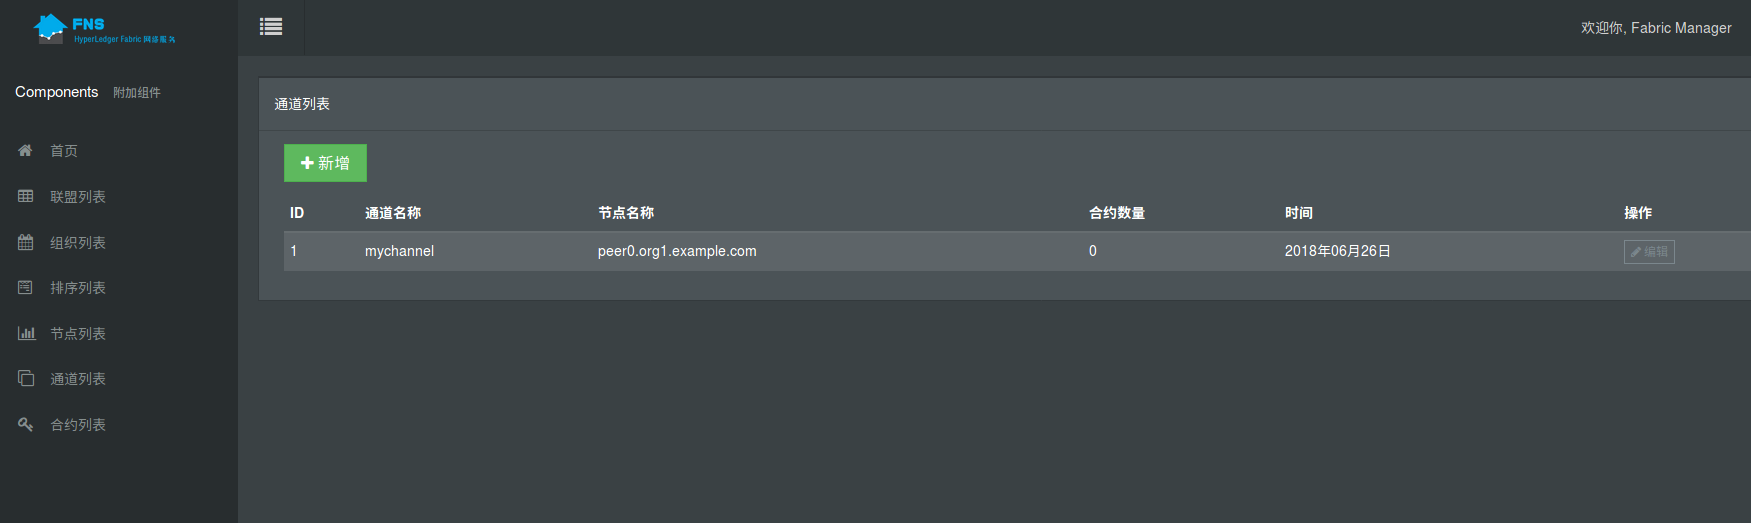 FNS
HyperLedger Fabric 网络服务
欢迎你, Fabric Manager
Components 附加组件
首页
联盟列表
组织列表
排序列表
节点列表
通道列表
合约列表
通道列表
新增
ID 通道名称 节点名称 合约数量 时间 操作
1 mychannel peer0.org1.example.com 0 2018年06月26日 编辑